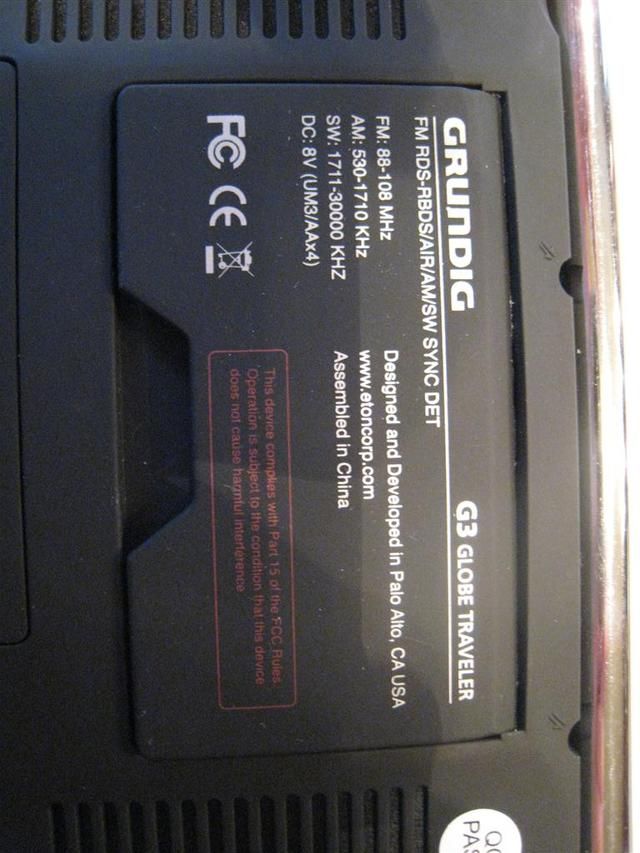 GRUNDIG
G3 GLOBE TRAVELER
FM RDS-RBDS/AIR/AM/SW SYNC DET
FM: 88-108 MHz
AM: 530-1710 KHz
SW: 1711-30000 KHZ
DC: 8V (UM3/AAx4)
Designed and Developed in Palo Alto, CA USA
www.etoncorp.com
Assembled in China
FC CE
This device complies with Part 15 of the FCC Rules.
Operation is subject to the condition that this device
does not cause harmful interference